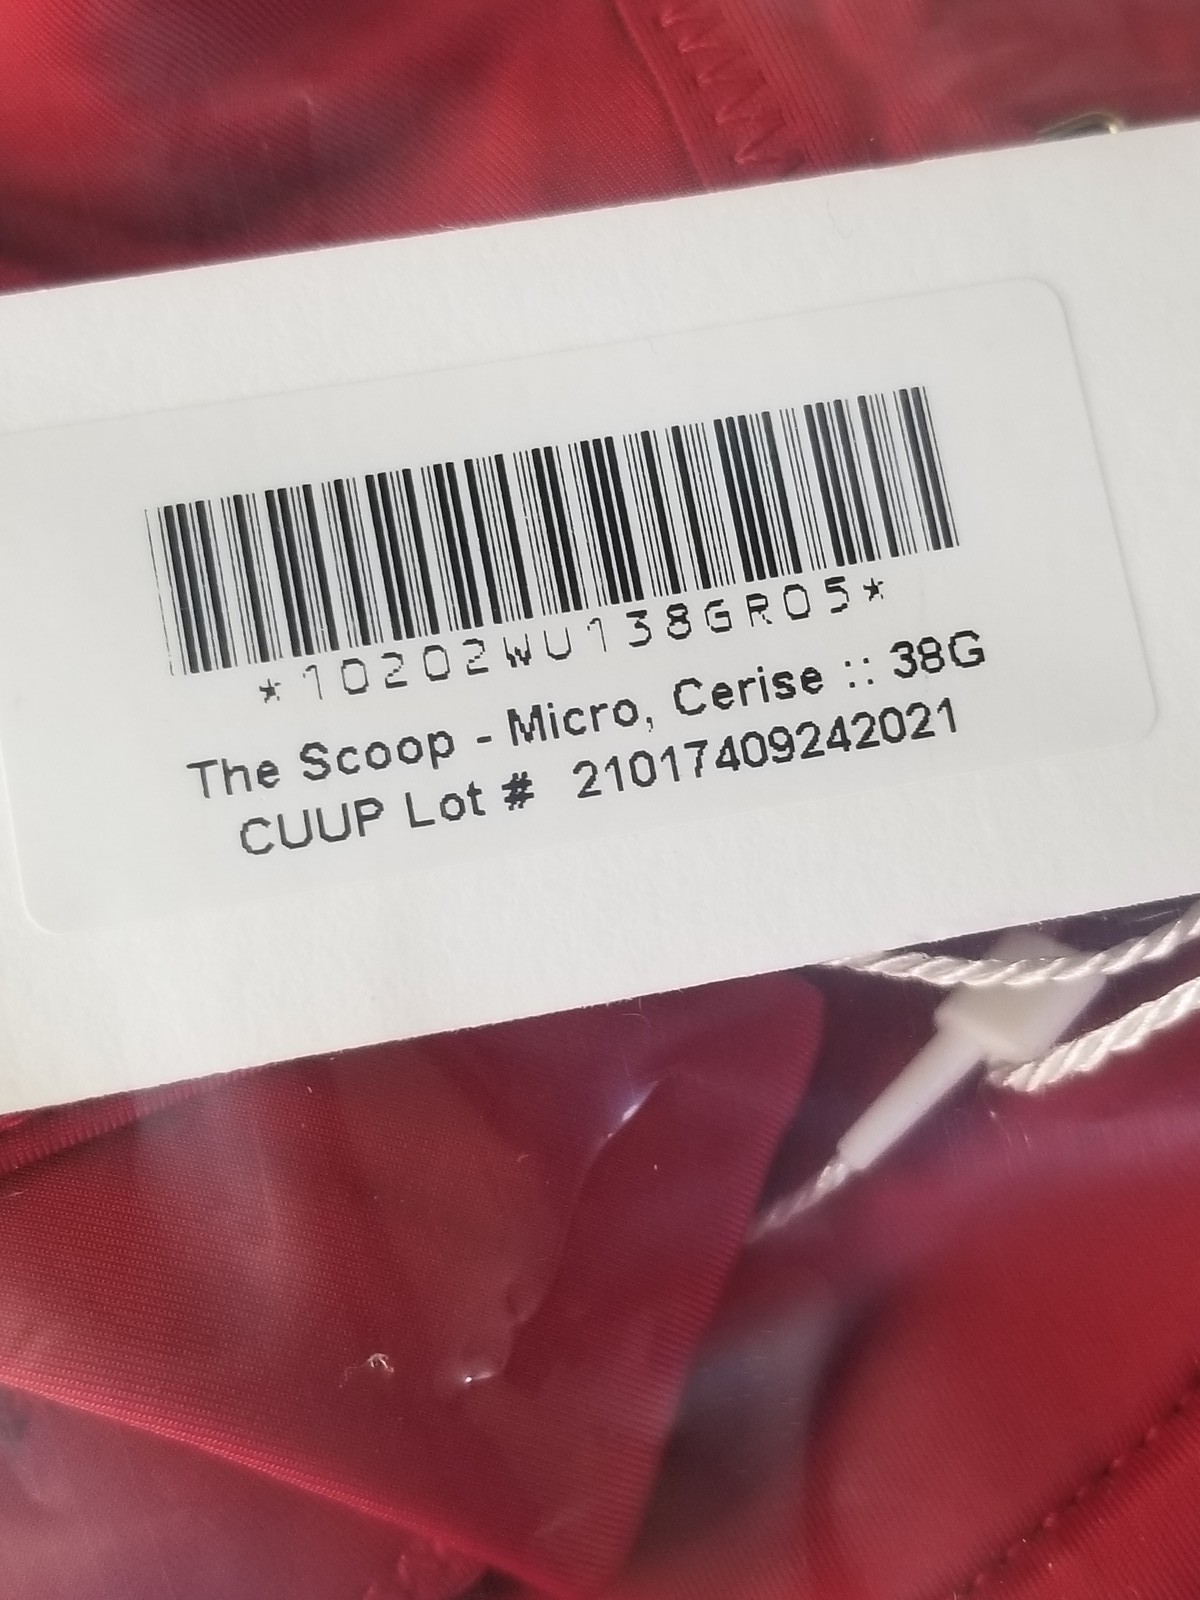 *10202WU138GR05*
The Scoop - Micro, Cerise :: 38G
CUUP Lot # 21017409242021